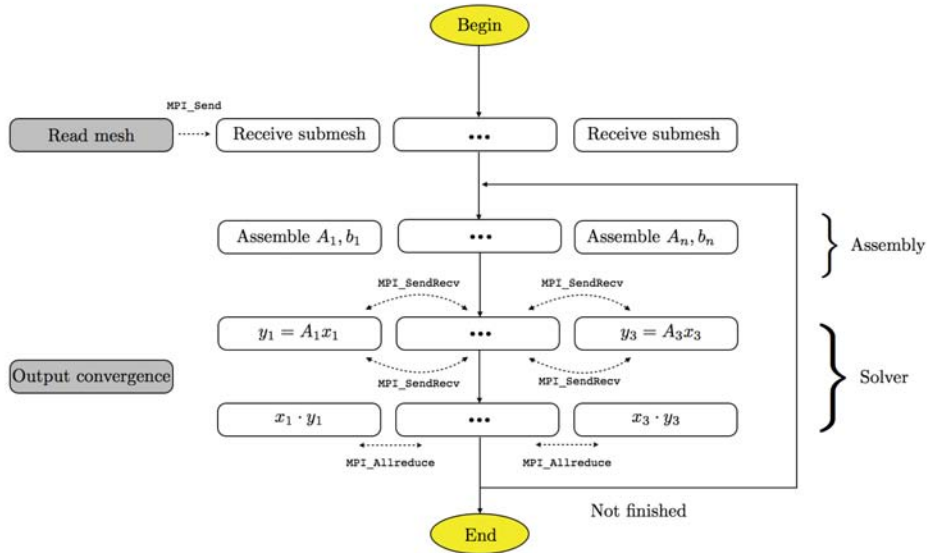 Begin
MPI_Send
Read mesh
Receive submesh
•••
Receive submesh
Assemble A₁, b₁
•••
Assemble Aₙ, bₙ
Assembly
MPI_SendRecv
MPI_SendRecv
y₁ = A₁x₁
•••
y₃ = A₃x₃
Output convergence
MPI_SendRecv
MPI_SendRecv
Solver
x₁ · y₁
•••
x₃ · y₃
MPI_Allreduce
MPI_Allreduce
Not finished
End